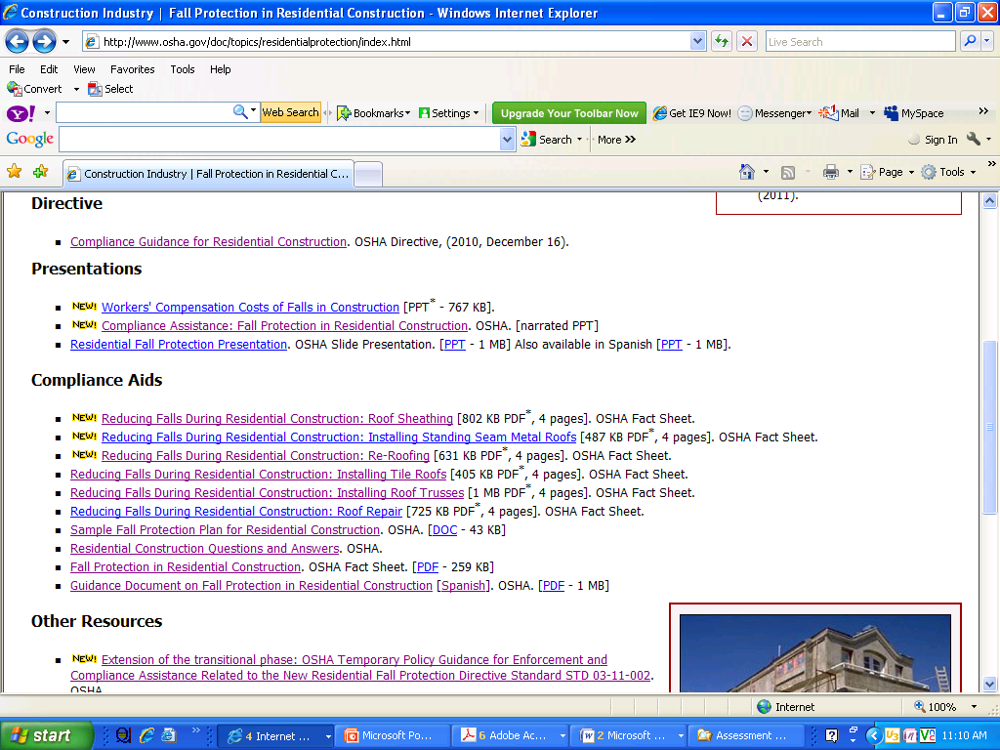 Construction Industry | Fall Protection in Residential Construction - Windows Internet Explorer
http://www.osha.gov/doc/topics/residentialprotection/index.html
Live Search
File Edit View Favorites Tools Help
Convert Select
Y! Web Search Bookmarks Settings Upgrade Your Toolbar Now Get IE9 Now! Messenger Mail MySpace
Google Search More Sign In
Construction Industry | Fall Protection in Residential C... Page Tools
(2011).
Directive
Compliance Guidance for Residential Construction. OSHA Directive, (2010, December 16).
Presentations
NEW! Workers' Compensation Costs of Falls in Construction [PPT* - 767 KB].
NEW! Compliance Assistance: Fall Protection in Residential Construction. OSHA. [narrated PPT]
Residential Fall Protection Presentation. OSHA Slide Presentation. [PPT - 1 MB] Also available in Spanish [PPT - 1 MB].
Compliance Aids
NEW! Reducing Falls During Residential Construction: Roof Sheathing [802 KB PDF*, 4 pages]. OSHA Fact Sheet.
NEW! Reducing Falls During Residential Construction: Installing Standing Seam Metal Roofs [487 KB PDF*, 4 pages]. OSHA Fact Sheet.
NEW! Reducing Falls During Residential Construction: Re-Roofing [631 KB PDF*, 4 pages]. OSHA Fact Sheet.
Reducing Falls During Residential Construction: Installing Tile Roofs [405 KB PDF*, 4 pages]. OSHA Fact Sheet.
Reducing Falls During Residential Construction: Installing Roof Trusses [1 MB PDF*, 4 pages]. OSHA Fact Sheet.
Reducing Falls During Residential Construction: Roof Repair [725 KB PDF*, 4 pages]. OSHA Fact Sheet.
Sample Fall Protection Plan for Residential Construction. OSHA. [DOC - 43 KB]
Residential Construction Questions and Answers. OSHA.
Fall Protection in Residential Construction. OSHA Fact Sheet. [PDF - 259 KB]
Guidance Document on Fall Protection in Residential Construction [Spanish]. OSHA. [PDF - 1 MB]
Other Resources
NEW! Extension of the transitional phase: OSHA Temporary Policy Guidance for Enforcement and
Compliance Assistance Related to the New Residential Fall Protection Directive Standard STD 03-11-002.
OSHA.
Internet 100%
start 4 Internet ... Microsoft Po... 6 Adobe Ac... 2 Microsoft ... Assessment ... 11:10 AM